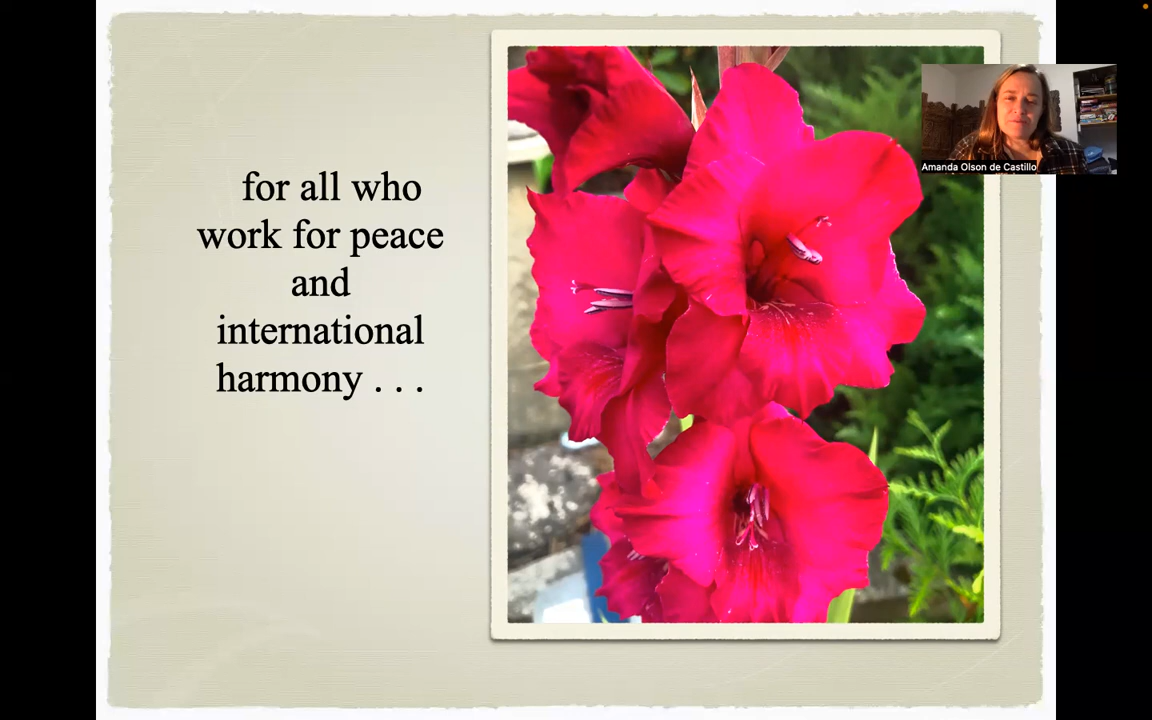 for all who
work for peace
and
international
harmony . . .
Amanda Olson de Castillo